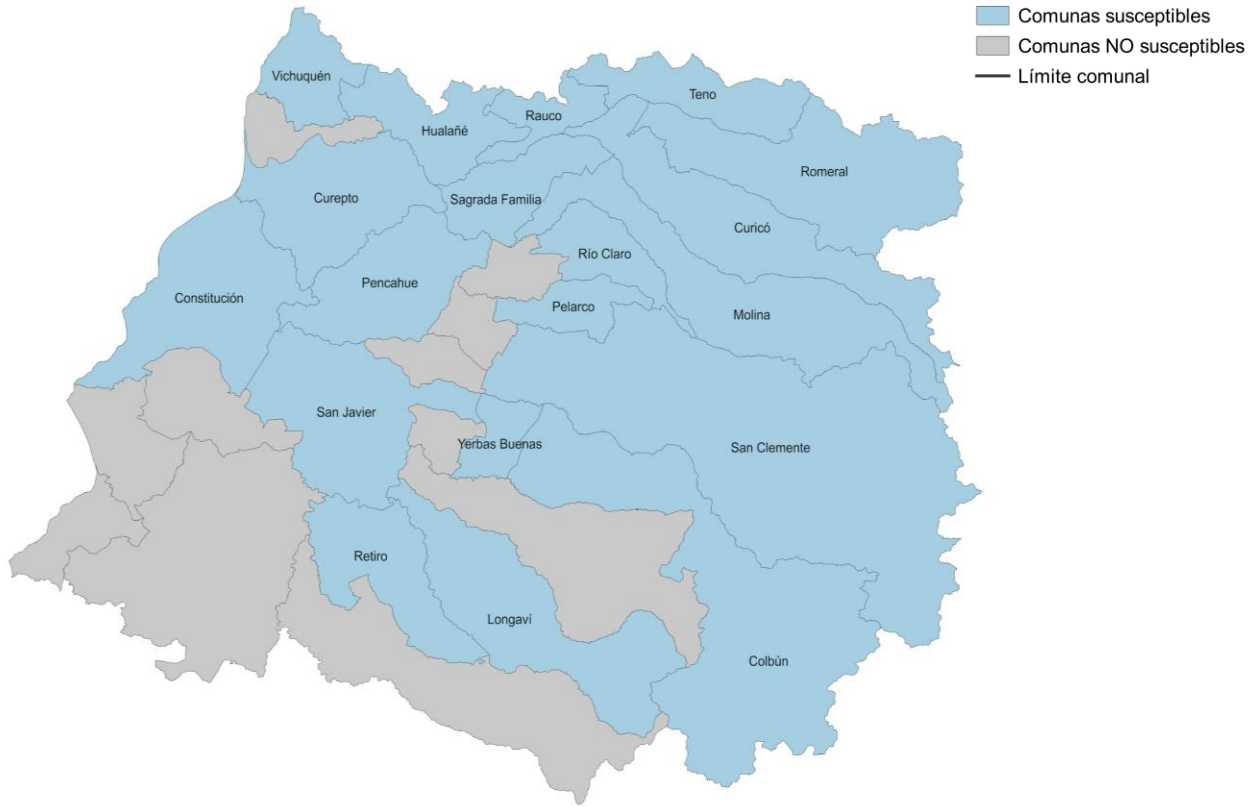 Comunas susceptibles
Comunas NO susceptibles
Límite comunal
Vichuquén
Teno
Rauco
Hualañé
Romeral
Curepto
Sagrada Familia
Curicó
Río Claro
Pencahue
Constitución
Pelarco
Molina
San Javier
Yerbas Buenas
San Clemente
Retiro
Longaví
Colbún